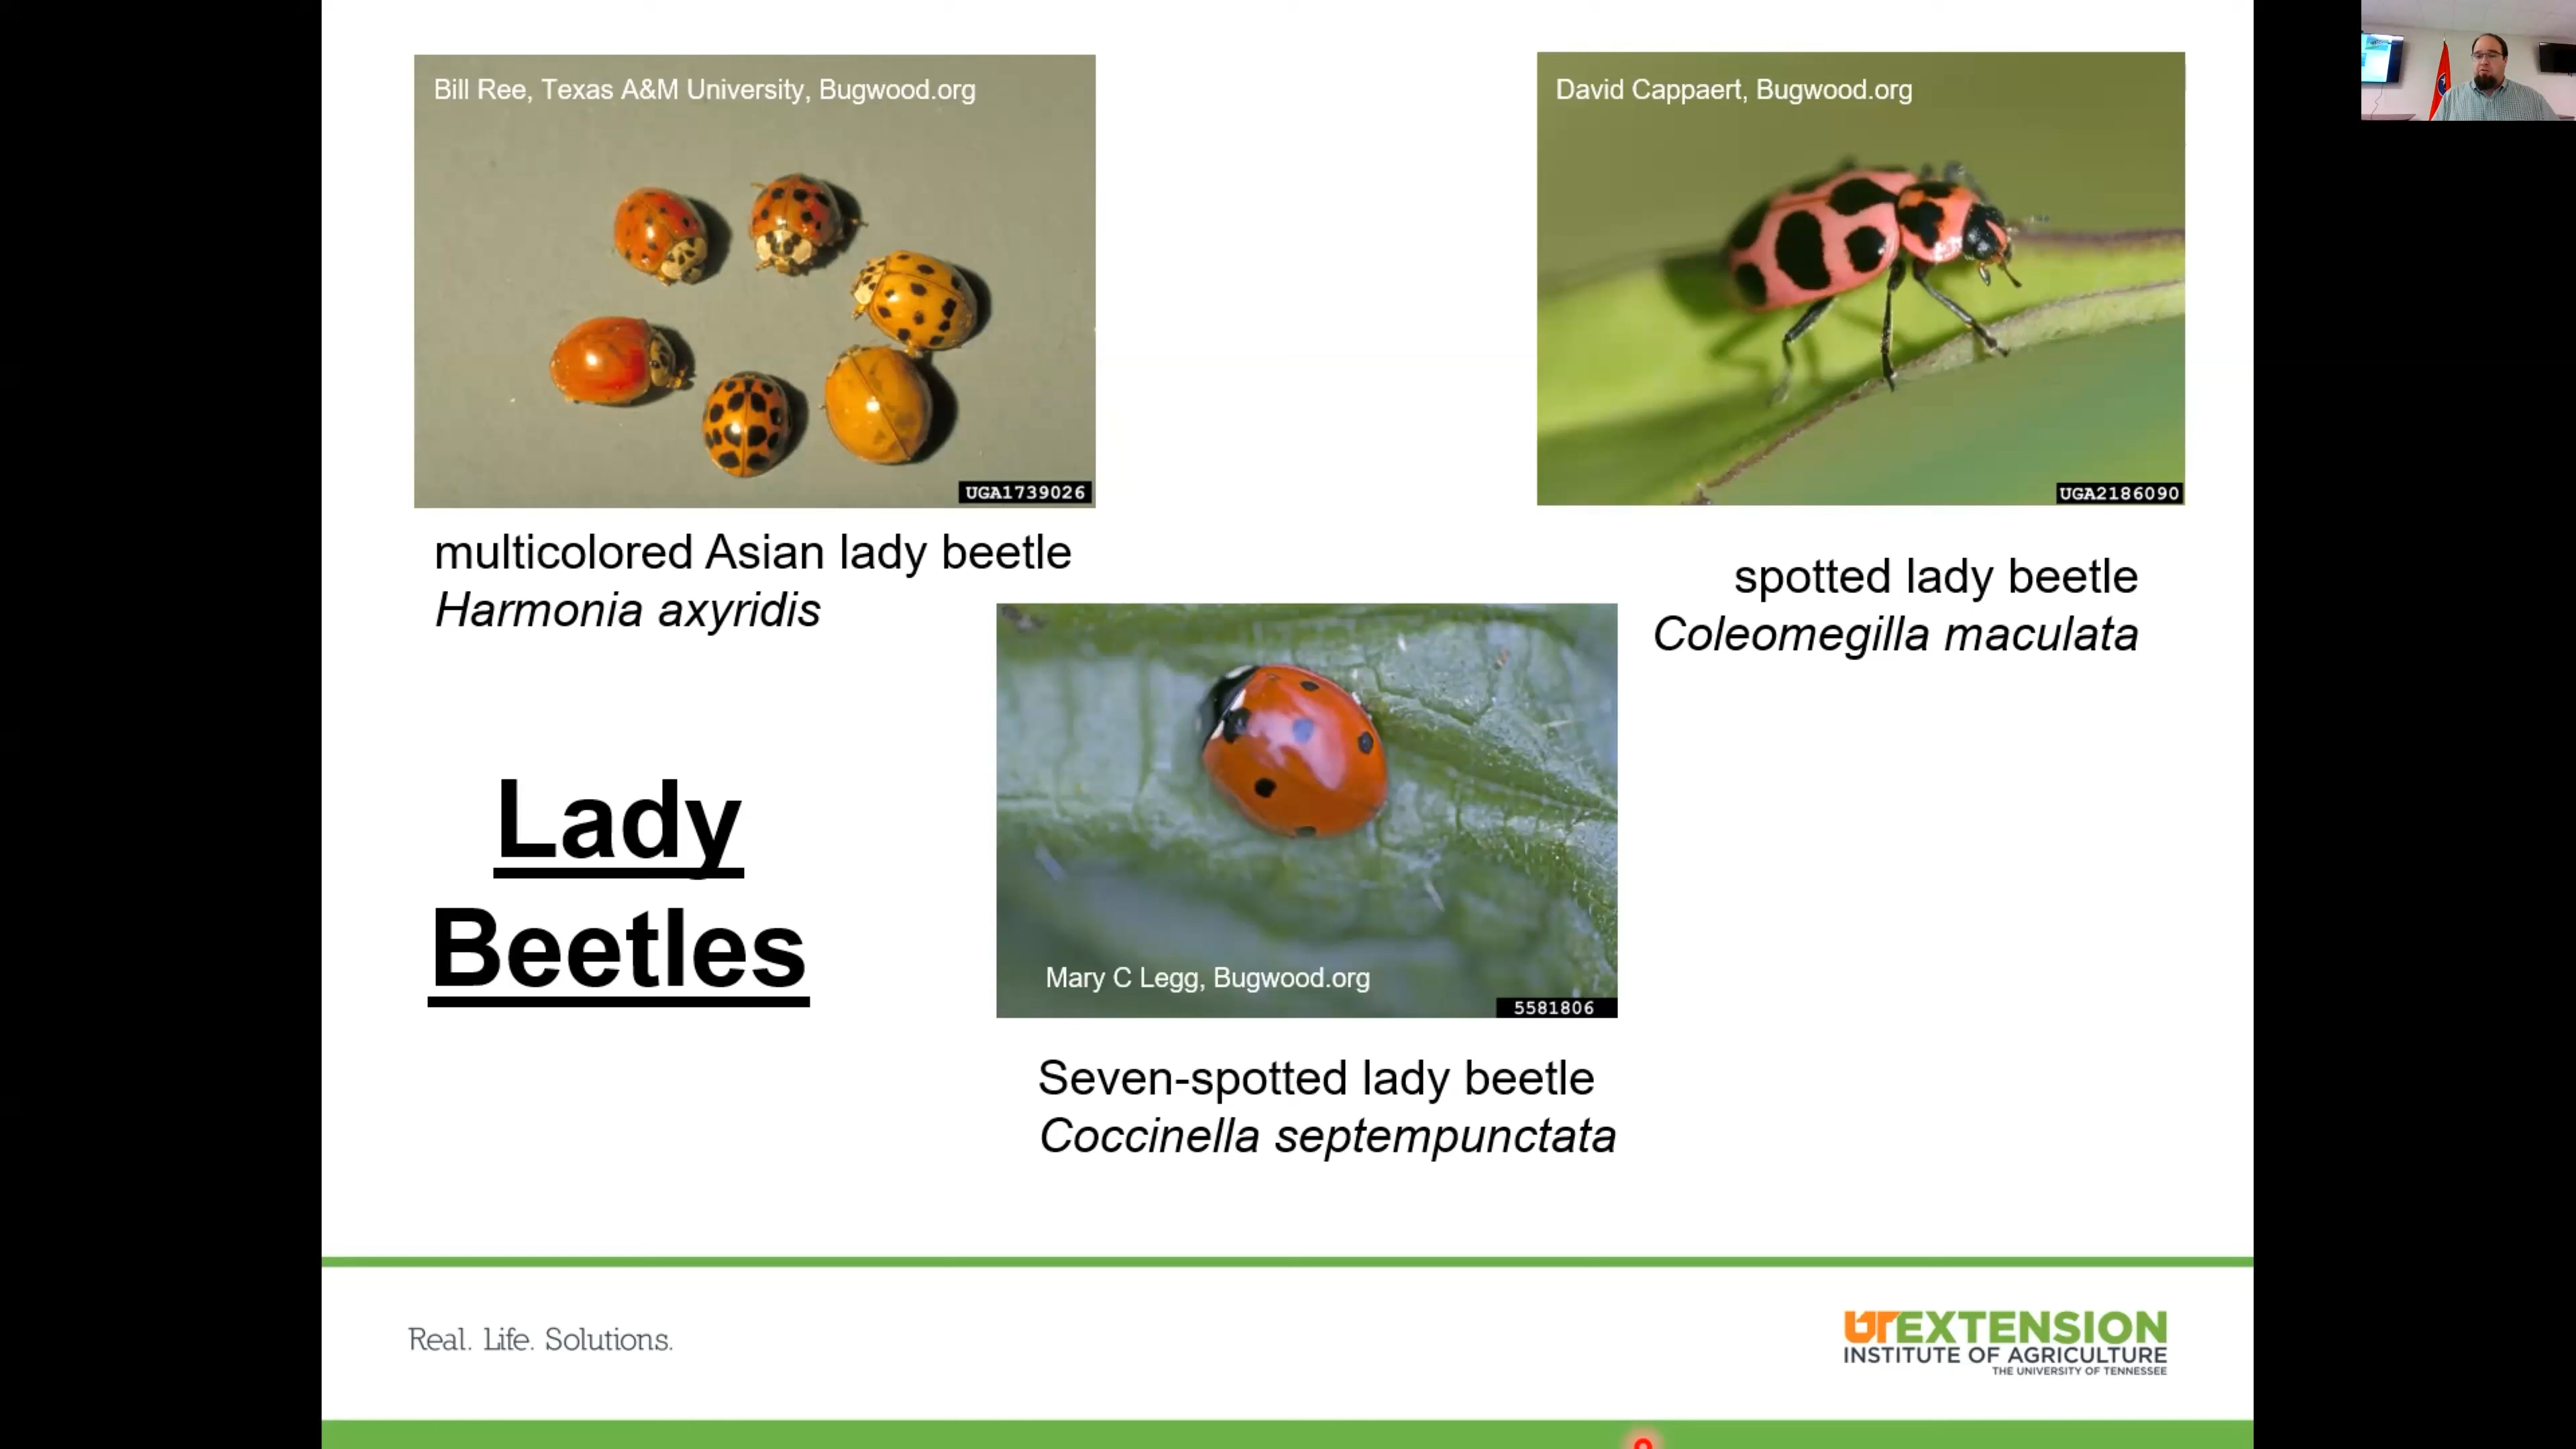 Bill Ree, Texas A&M University, Bugwood.org
UGA1739026
multicolored Asian lady beetle
Harmonia axyridis
David Cappaert, Bugwood.org
UGA2186090
spotted lady beetle
Coleomegilla maculata
Lady
Beetles
Mary C Legg, Bugwood.org
5581806
Seven-spotted lady beetle
Coccinella septempunctata
Real. Life. Solutions.
UTEXTENSION
INSTITUTE OF AGRICULTURE
THE UNIVERSITY OF TENNESSEE